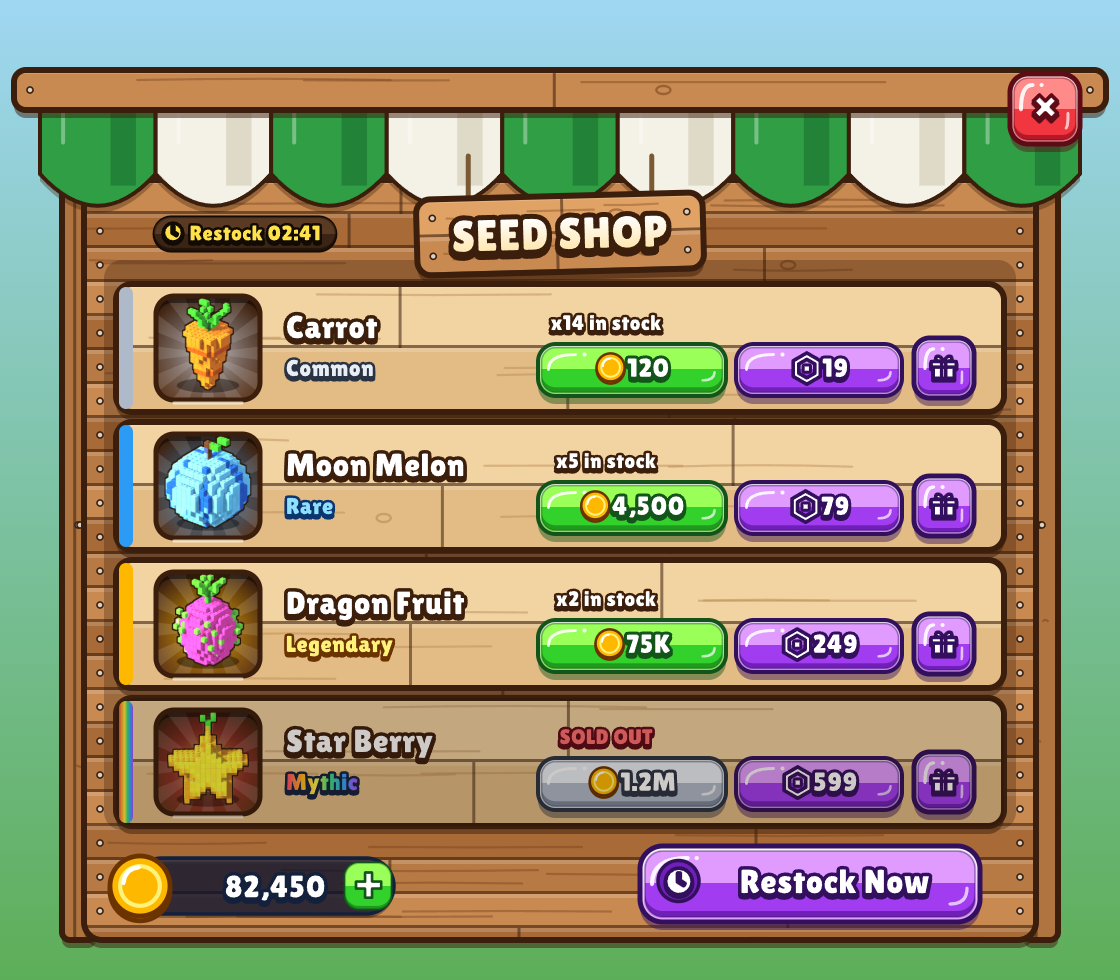 SEED SHOP
Restock 02:41
Carrot
Common
x14 in stock
120
19
Moon Melon
Rare
x5 in stock
4,500
79
Dragon Fruit
Legendary
x2 in stock
75K
249
Star Berry
Mythic
SOLD OUT
1.2M
599
82,450
Restock Now